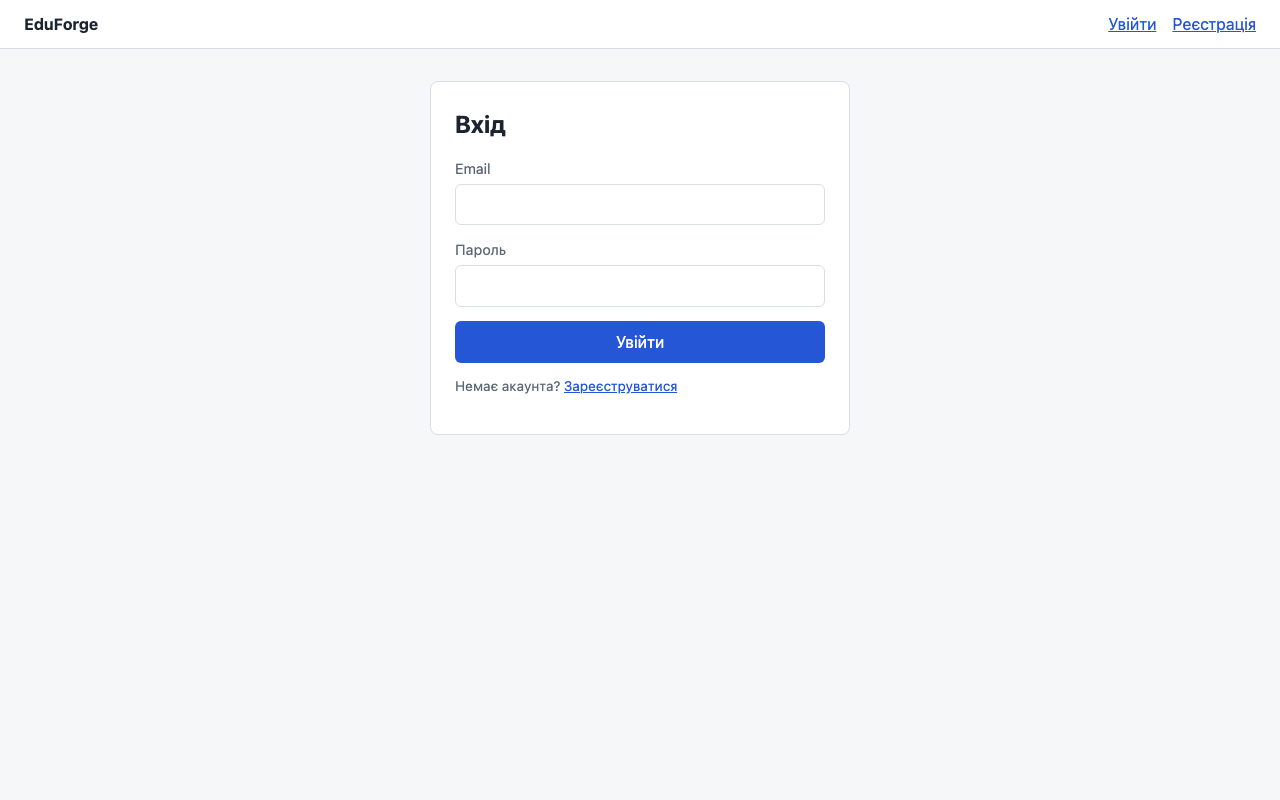 EduForge
Увійти Реєстрація
Вхід
Email
Пароль
Увійти
Немає акаунта? Зареєструватися